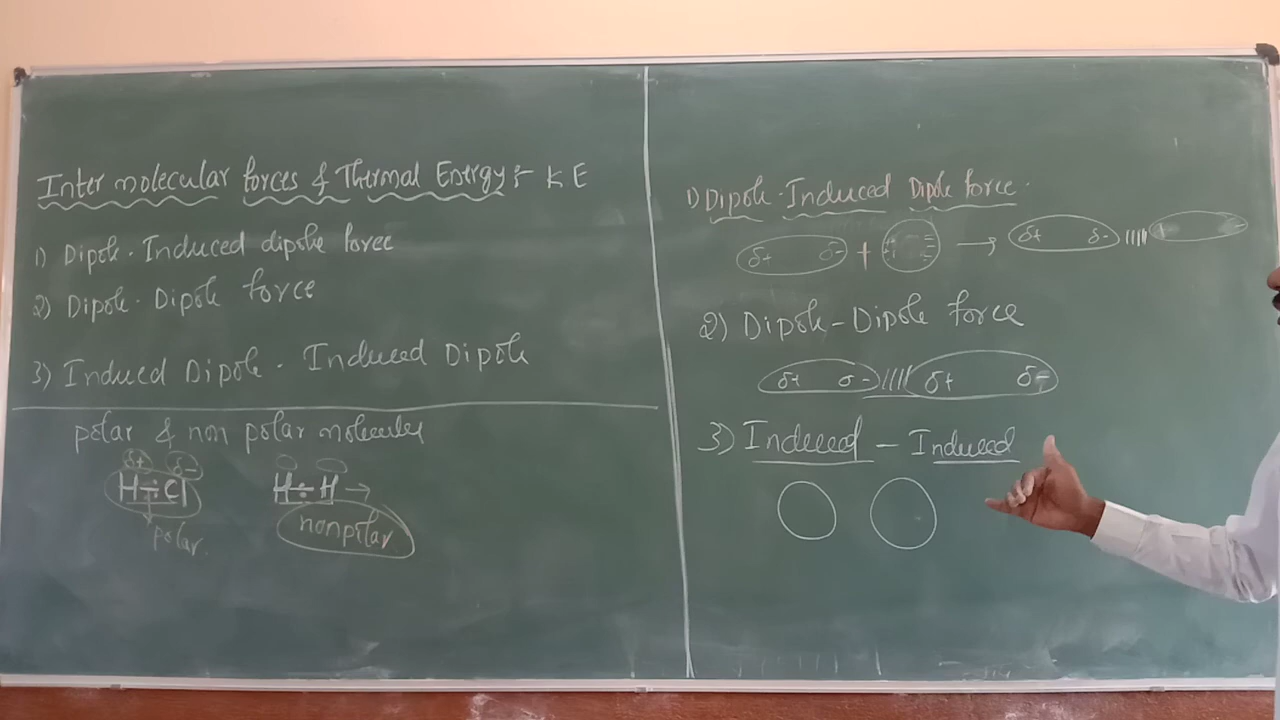 Inter molecular forces & Thermal Energy :- K E
1) Dipole - Induced dipole force
2) Dipole - Dipole force
3) Induced Dipole - Induced Dipole
polar & non polar molecules
δ+ δ-
H÷Cl H÷H →
polar. nonpolar
1) Dipole - Induced Dipole force.
δ+ δ- + → δ+ δ- + -
2) Dipole - Dipole force
δ+ δ- δ+ δ-
3) Induced - Induced